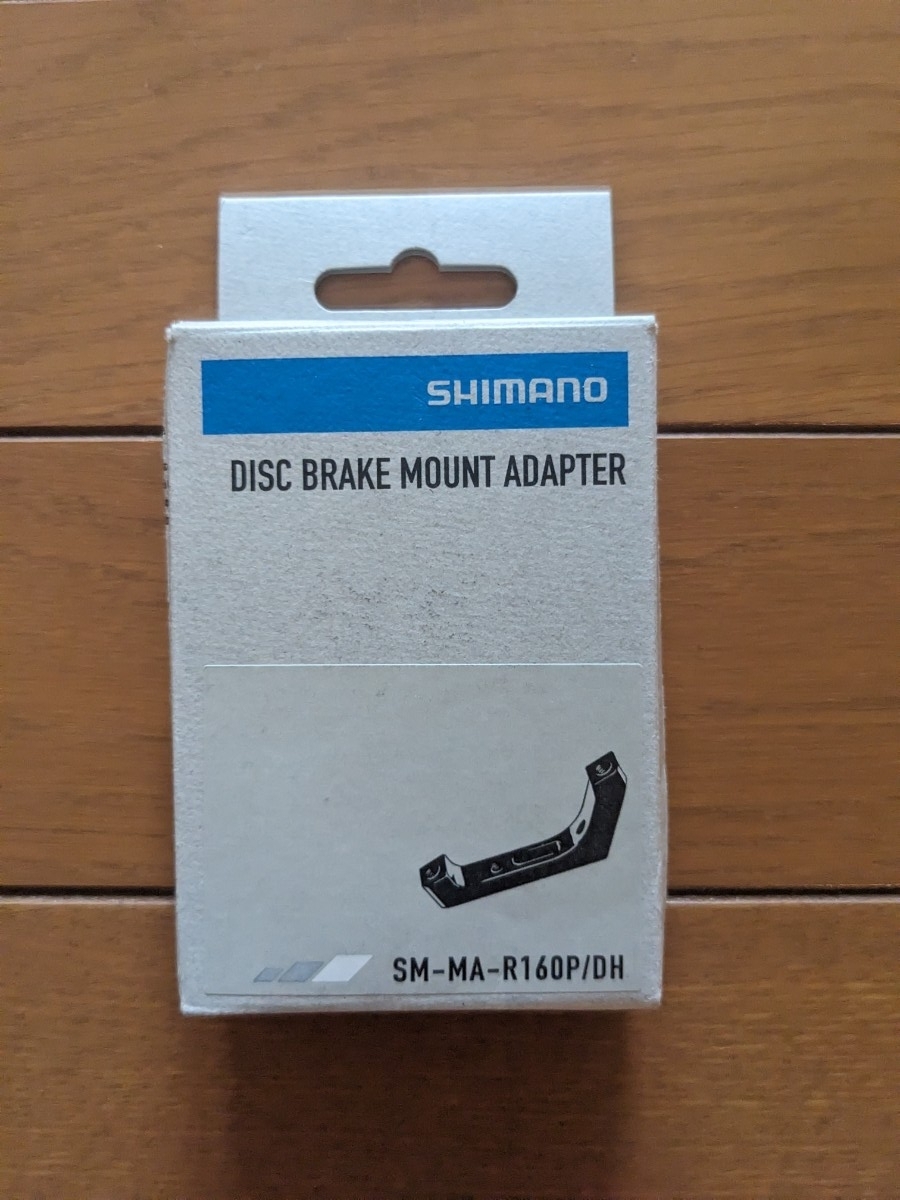 SHIMANO
DISC BRAKE MOUNT ADAPTER
SM-MA-R160P/DH